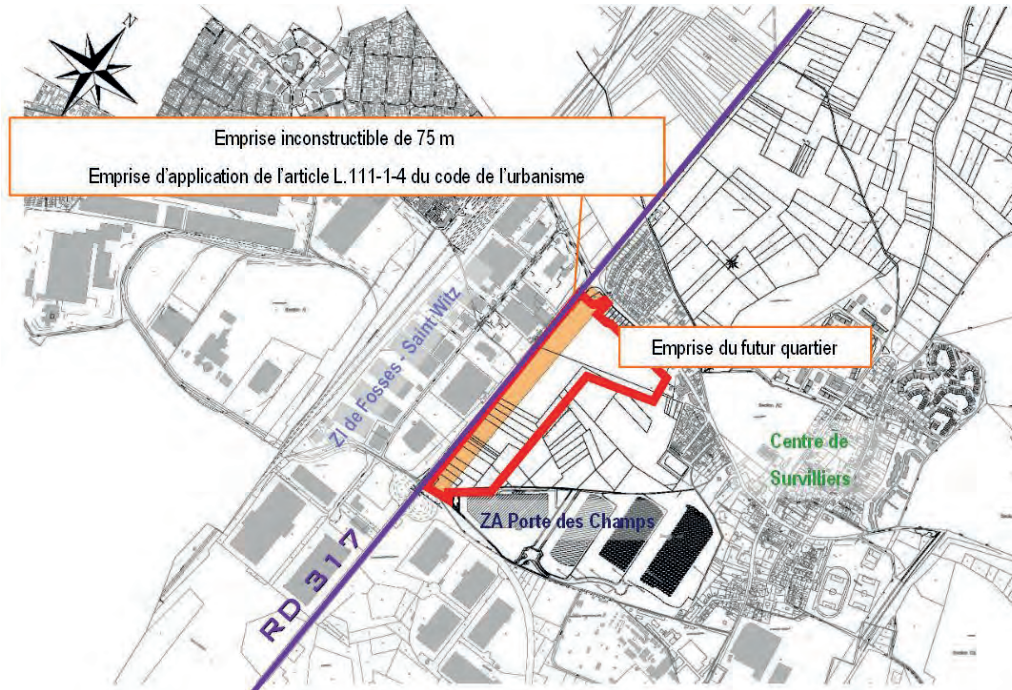 N
Emprise inconstructible de 75 m
Emprise d'application de l'article L.111-1-4 du code de l'urbanisme
ZI de Fosses - Saint Witz
Emprise du futur quartier
Centre de
Survilliers
ZA Porte des Champs
RD 317